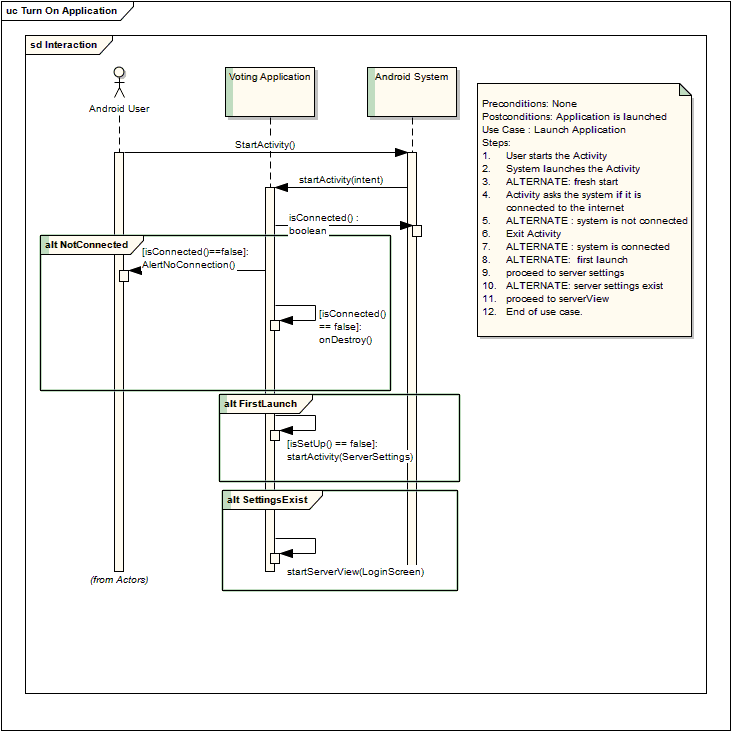 uc Turn On Application
sd Interaction
Android User
Voting Application
Android System
Preconditions: None
Postconditions: Application is launched
Use Case : Launch Application
Steps:
1. User starts the Activity
2. System launches the Activity
3. ALTERNATE: fresh start
4. Activity asks the system if it is
connected to the internet
5. ALTERNATE : system is not connected
6. Exit Activity
7. ALTERNATE : system is connected
8. ALTERNATE: first launch
9. proceed to server settings
10. ALTERNATE: server settings exist
11. proceed to serverView
12. End of use case.
StartActivity()
startActivity(intent)
isConnected() :
boolean
alt NotConnected
[isConnected()==false]:
AlertNoConnection()
[isConnected()
== false]:
onDestroy()
alt FirstLaunch
[isSetUp() == false]:
startActivity(ServerSettings)
alt SettingsExist
startServerView(LoginScreen)
(from Actors)